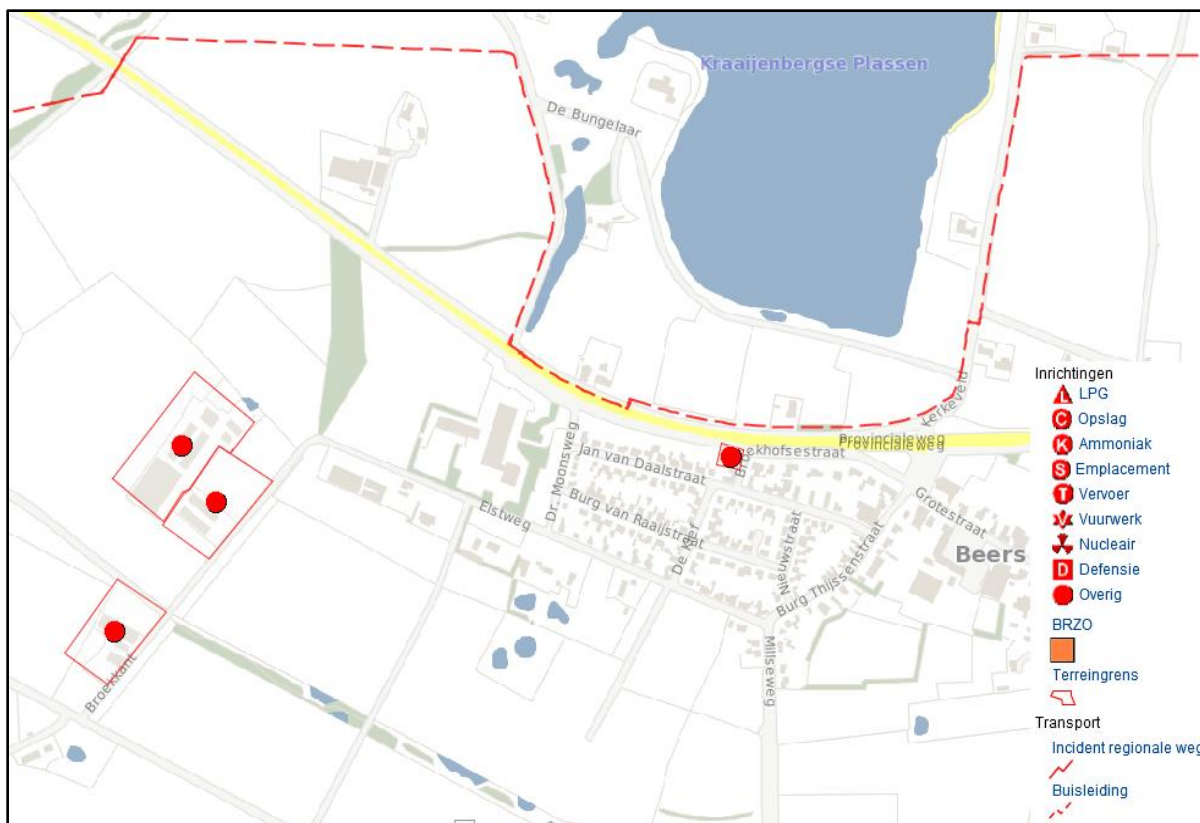 Kraaijenbergse Plassen
De Bungelaar
Lerkeveld
Provincialeweg
Provincialeweg
Broekhofsestraat
Jan van Daalstraat
Dr. Moonsweg
Burg van Raaijstraat
Elstweg
De Kief
Nieuwstraat
Burg Thijssenstraat
Grotestraat
Beers
Millseweg
Broekkant
Inrichtingen
L LPG
C Opslag
K Ammoniak
S Emplacement
T Vervoer
V Vuurwerk
Nucleair
D Defensie
Overig
BRZO
Terreingrens
Transport
Incident regionale weg
Buisleiding